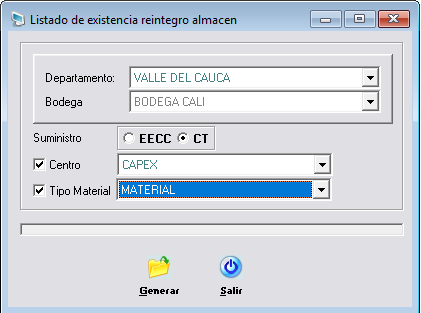 Listado de existencia reintegro almacen
Departamento: VALLE DEL CAUCA
Bodega BODEGA CALI
Suministro EECC CT
Centro CAPEX
Tipo Material MATERIAL
Generar Salir